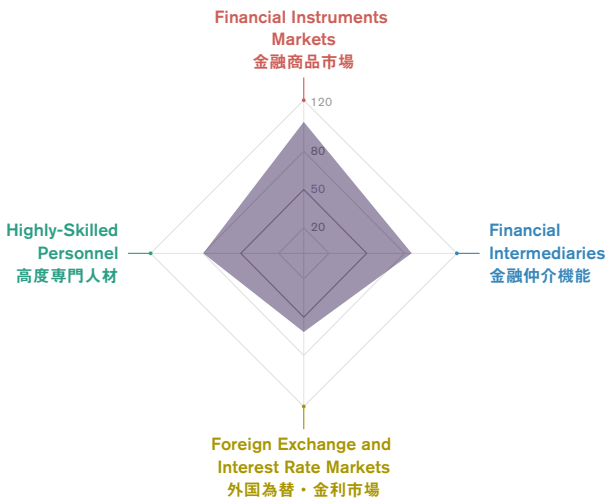 Financial Instruments
Markets
金融商品市場
120
80
50
20
Highly-Skilled
Personnel
高度専門人材
Financial
Intermediaries
金融仲介機能
Foreign Exchange and
Interest Rate Markets
外国為替・金利市場